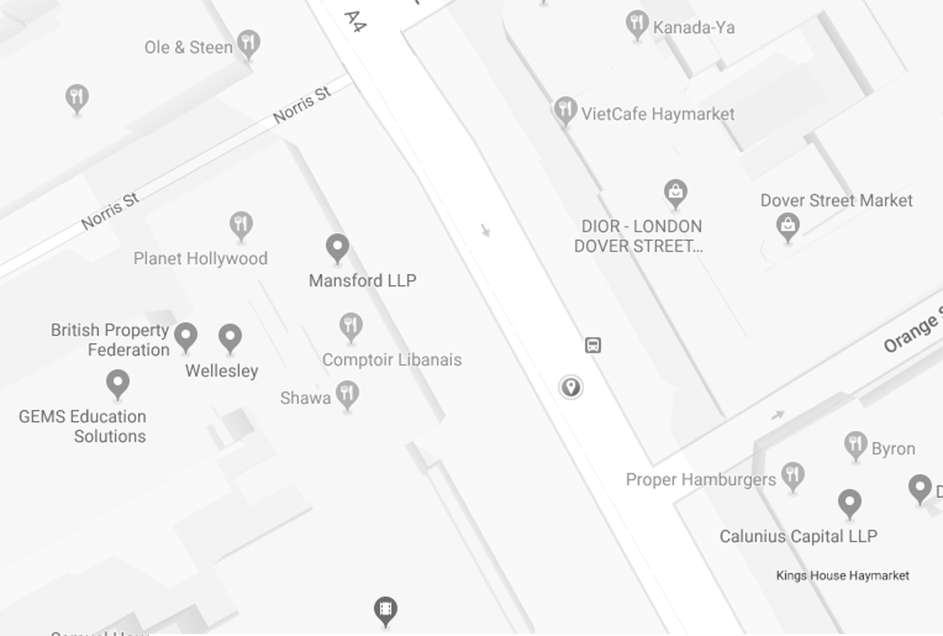 A4
Kanada-Ya
Ole & Steen
Norris St
VietCafe Haymarket
Norris St
Dover Street Market
DIOR - LONDON
DOVER STREET...
Planet Hollywood
Mansford LLP
British Property
Federation
Wellesley
Comptoir Libanais
Orange S
Shawa
GEMS Education
Solutions
Byron
Proper Hamburgers
D
Calunius Capital LLP
Kings House Haymarket